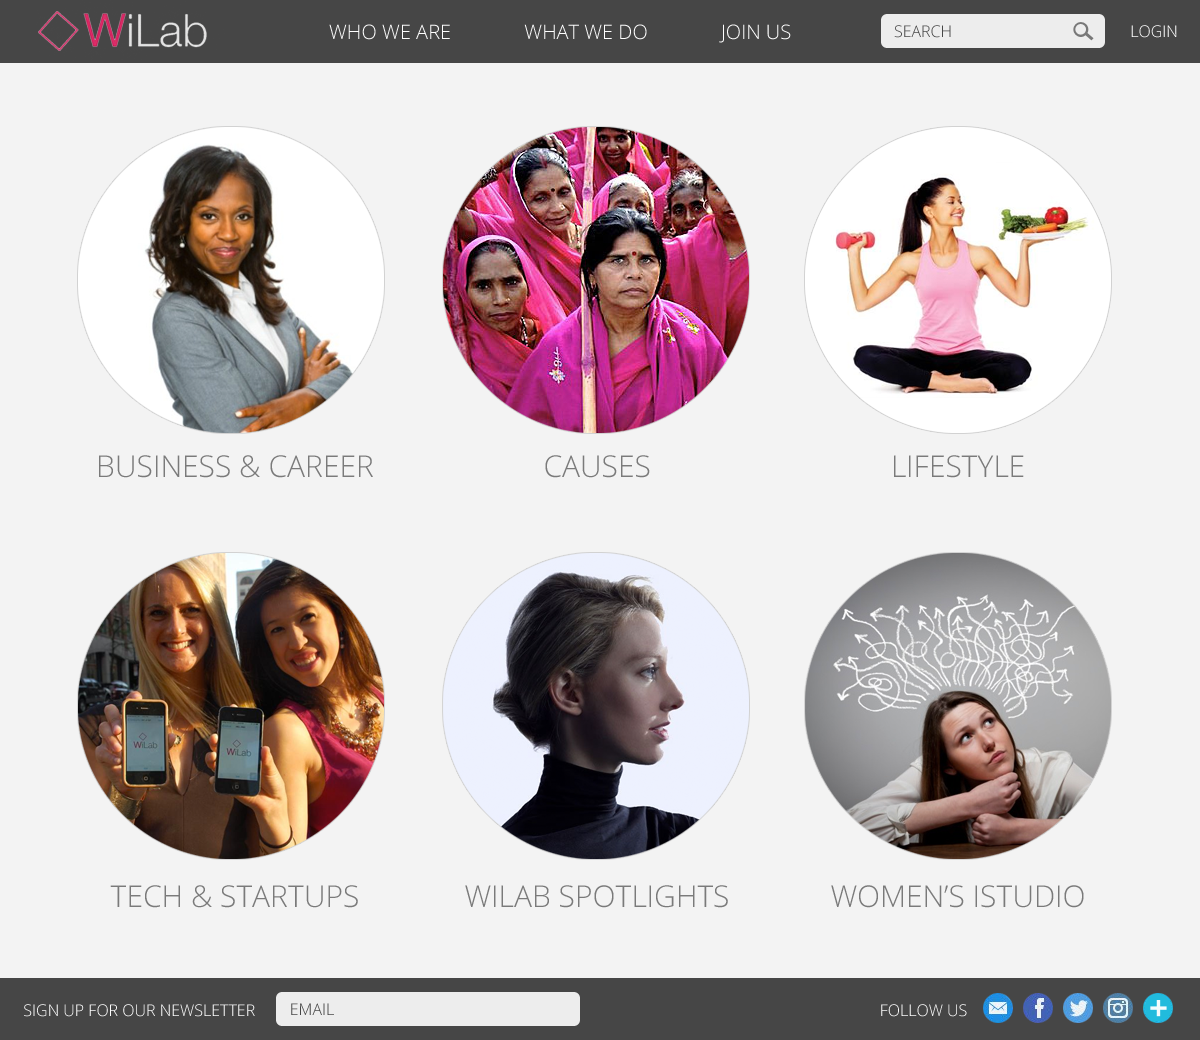 WiLab
WHO WE ARE
WHAT WE DO
JOIN US
SEARCH
LOGIN
BUSINESS & CAREER
CAUSES
LIFESTYLE
WiLab
WiLab
TECH & STARTUPS
WILAB SPOTLIGHTS
WOMEN’S ISTUDIO
SIGN UP FOR OUR NEWSLETTER
EMAIL
FOLLOW US